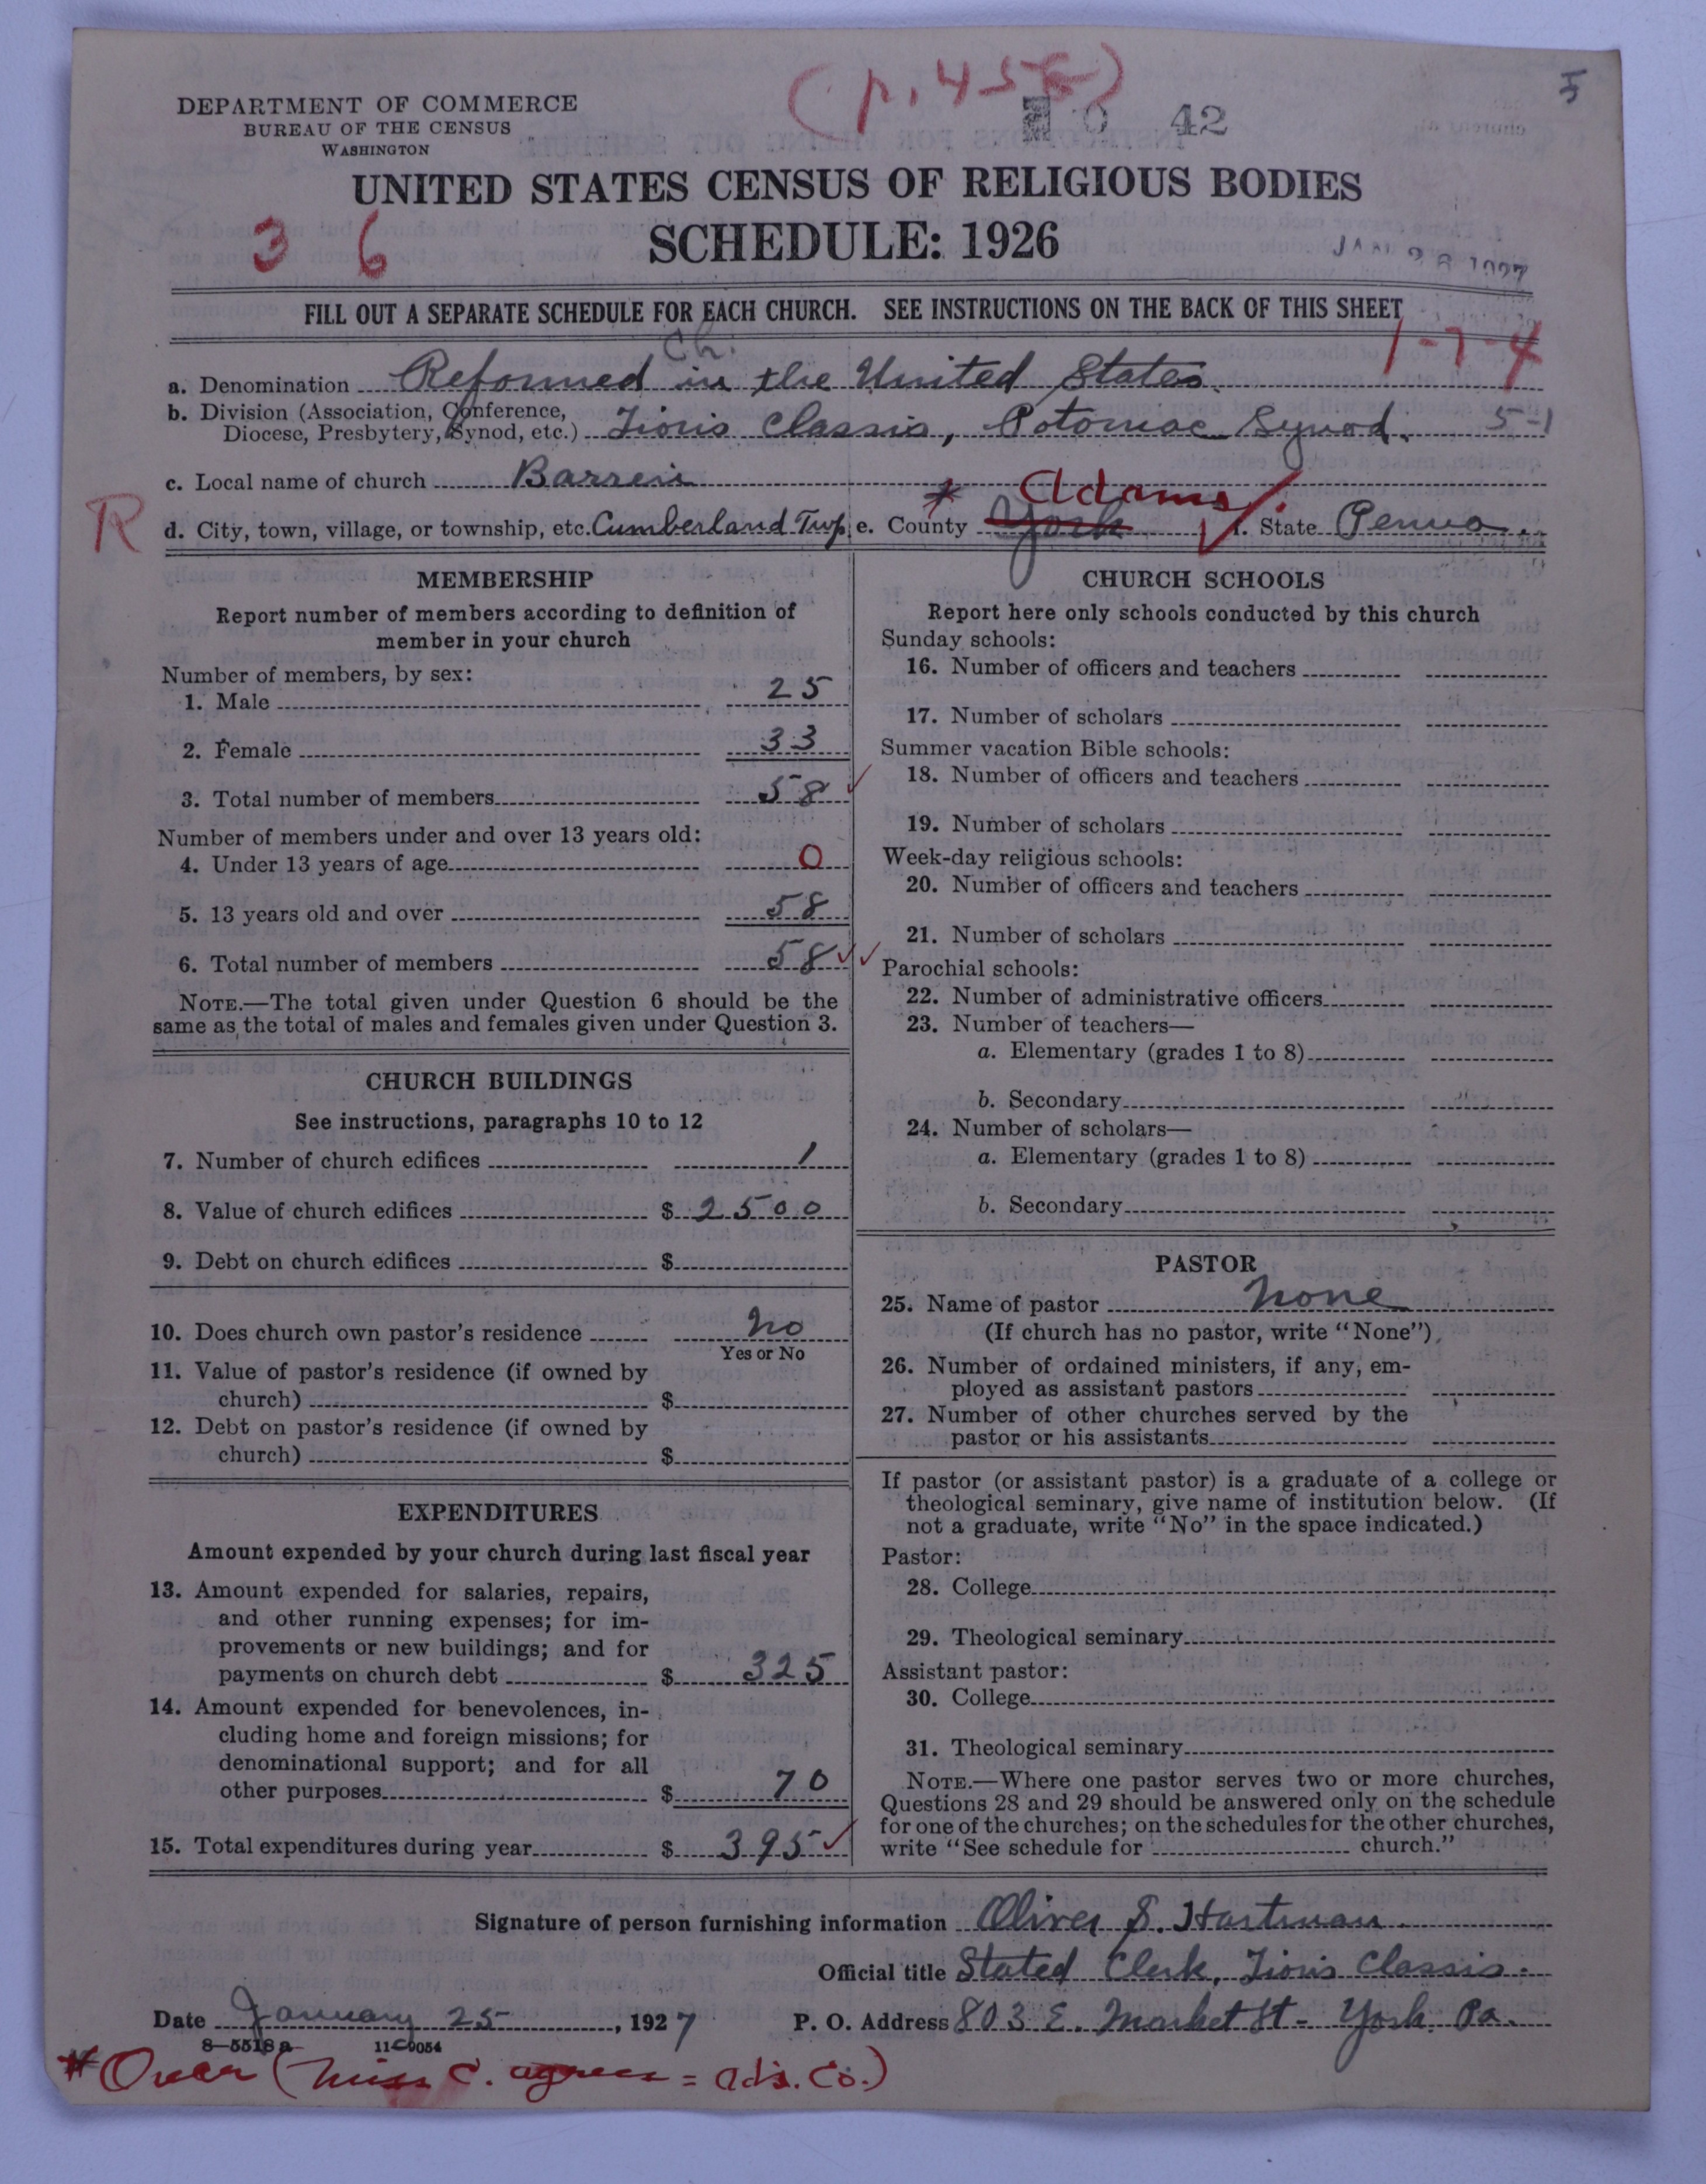 (p. 456)
5
DEPARTMENT OF COMMERCE
BUREAU OF THE CENSUS
WASHINGTON
42
UNITED STATES CENSUS OF RELIGIOUS BODIES
3 6
SCHEDULE: 1926
JAN 28 1927
FILL OUT A SEPARATE SCHEDULE FOR EACH CHURCH. SEE INSTRUCTIONS ON THE BACK OF THIS SHEET
1-7-4
Ch.
a. Denomination Reformed in the United States.
b. Division (Association, Conference,
Diocese, Presbytery, Synod, etc.) Zion's Classis, Potomac Synod. 5-1
c. Local name of church Barren
* Adams
R d. City, town, village, or township, etc. Cumberland Twp. e. County York f. State Penna.
MEMBERSHIP
Report number of members according to definition of
member in your church
Number of members, by sex:
1. Male 25
2. Female 33
3. Total number of members 58 ✓
Number of members under and over 13 years old:
4. Under 13 years of age 0
5. 13 years old and over 58
6. Total number of members 58 ✓✓
NOTE.—The total given under Question 6 should be the
same as the total of males and females given under Question 3.
CHURCH BUILDINGS
See instructions, paragraphs 10 to 12
7. Number of church edifices 1
8. Value of church edifices $ 2500
9. Debt on church edifices $
10. Does church own pastor's residence No
Yes or No
11. Value of pastor's residence (if owned by
church) $
12. Debt on pastor's residence (if owned by
church) $
EXPENDITURES
Amount expended by your church during last fiscal year
13. Amount expended for salaries, repairs,
and other running expenses; for im-
provements or new buildings; and for
payments on church debt $ 325
14. Amount expended for benevolences, in-
cluding home and foreign missions; for
denominational support; and for all
other purposes $ 70
15. Total expenditures during year $ 395 ✓
CHURCH SCHOOLS
Report here only schools conducted by this church
Sunday schools:
16. Number of officers and teachers
17. Number of scholars
Summer vacation Bible schools:
18. Number of officers and teachers
19. Number of scholars
Week-day religious schools:
20. Number of officers and teachers
21. Number of scholars
Parochial schools:
22. Number of administrative officers
23. Number of teachers—
a. Elementary (grades 1 to 8)
b. Secondary
24. Number of scholars—
a. Elementary (grades 1 to 8)
b. Secondary
PASTOR
25. Name of pastor None
(If church has no pastor, write "None")
26. Number of ordained ministers, if any, em-
ployed as assistant pastors
27. Number of other churches served by the
pastor or his assistants
If pastor (or assistant pastor) is a graduate of a college or
theological seminary, give name of institution below. (If
not a graduate, write "No" in the space indicated.)
Pastor:
28. College
29. Theological seminary
Assistant pastor:
30. College
31. Theological seminary
NOTE.—Where one pastor serves two or more churches,
Questions 28 and 29 should be answered only on the schedule
for one of the churches; on the schedules for the other churches,
write "See schedule for church."
Signature of person furnishing information Oliver S. Hartman
Official title Stated Clerk, Zion's Classis.
Date January 25, 1927 P. O. Address 803 E. Market St. York, Pa.
8-5518a 11-9054
* Over (Miss C. agrees = Ads. Co.)